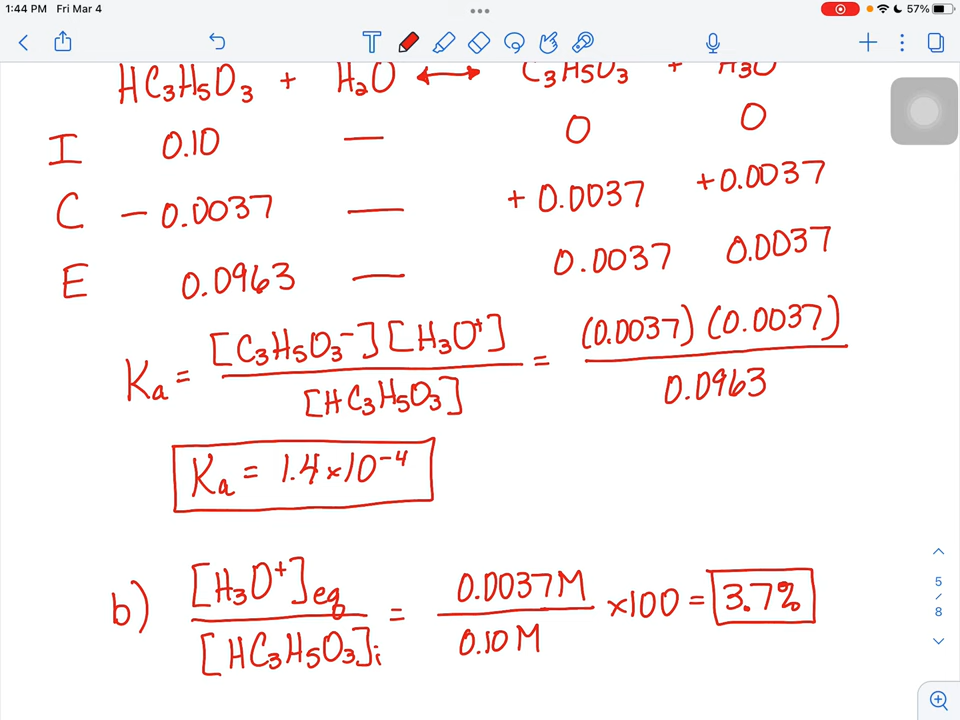 1:44 PM Fri Mar 4 57%
HC₃H₅O₃ + H₂O ⟷ C₃H₅O₃ + H₃O
I 0.10 — 0 0
C – 0.0037 — + 0.0037 +0.0037
E 0.0963 — 0.0037 0.0037
Ka = [C₃H₅O₃⁻][H₃O⁺] / [HC₃H₅O₃] = (0.0037)(0.0037) / 0.0963
Ka = 1.4×10⁻⁴
b) [H₃O⁺]eq / [HC₃H₅O₃]i = 0.0037M / 0.10M ×100 = 3.7%
5/8